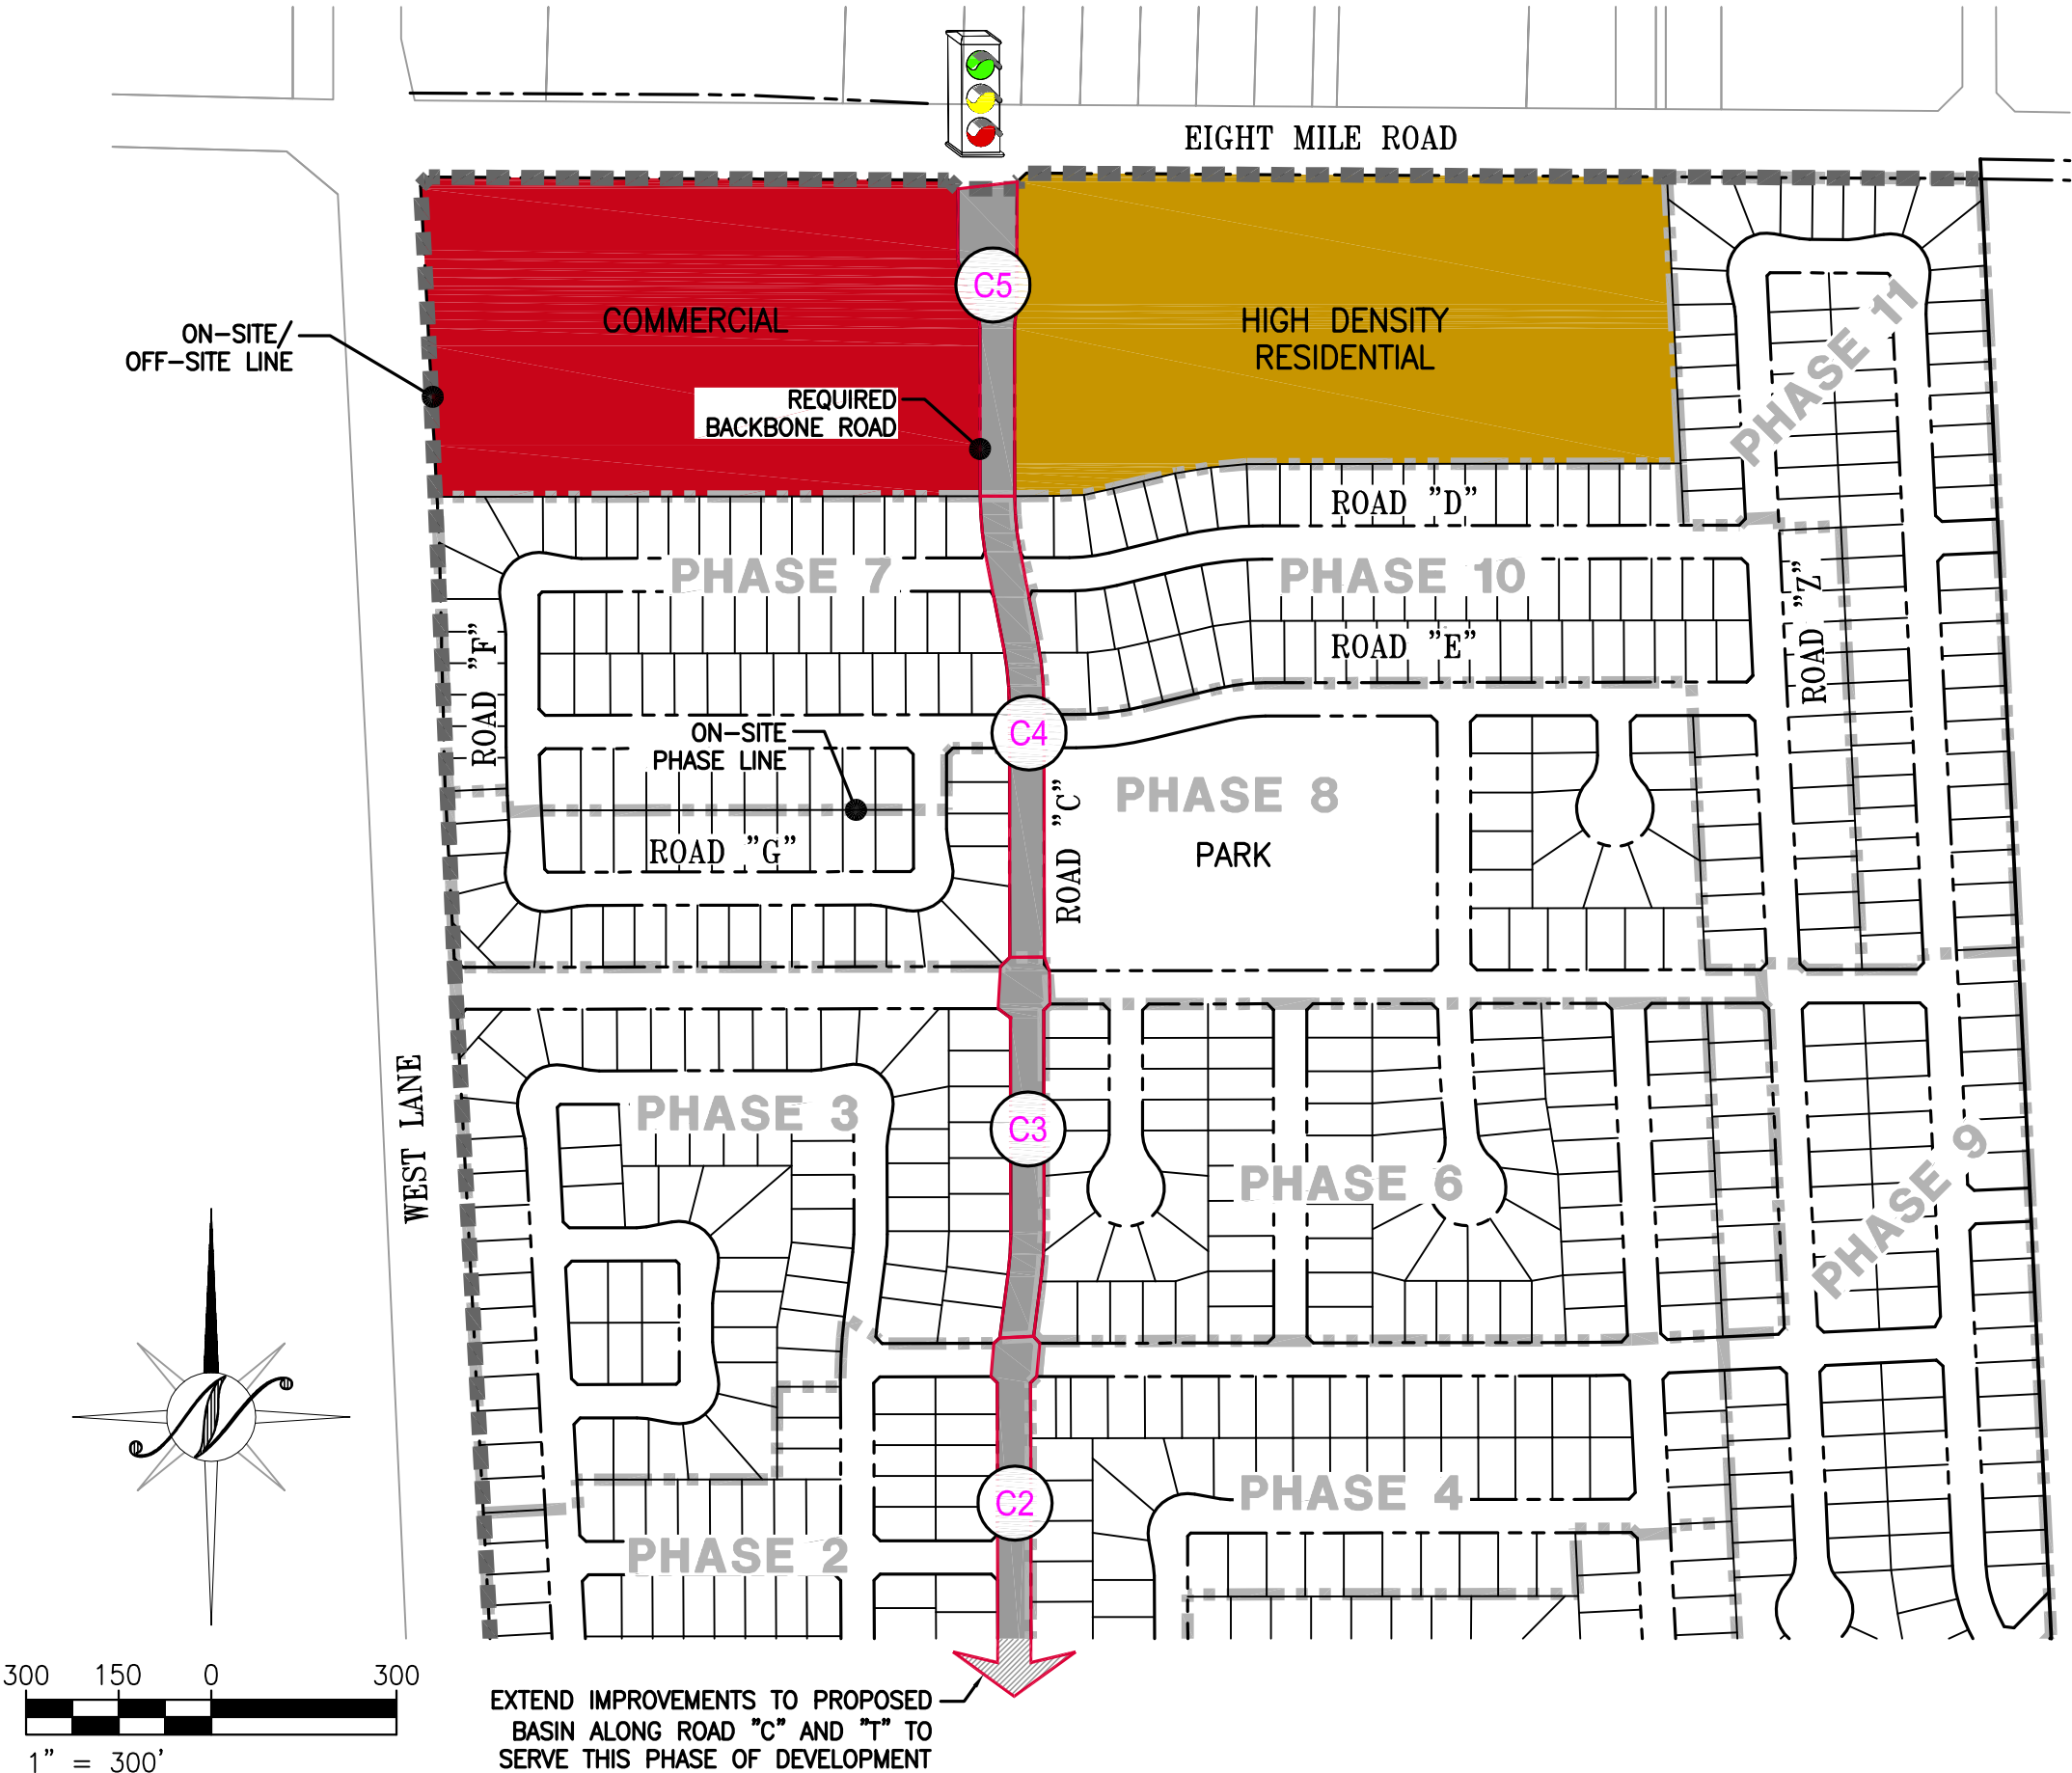 EIGHT MILE ROAD
C5
COMMERCIAL
HIGH DENSITY
RESIDENTIAL
ON-SITE/
OFF-SITE LINE
REQUIRED
BACKBONE ROAD
PHASE 11
ROAD "D"
PHASE 7
PHASE 10
ROAD "Z"
ROAD "F"
ROAD "E"
C4
ON-SITE
PHASE LINE
PHASE 8
ROAD "C"
ROAD "G"
PARK
WEST LANE
PHASE 3
C3
PHASE 6
PHASE 9
C2
PHASE 4
PHASE 2
300 150 0 300
1" = 300'
EXTEND IMPROVEMENTS TO PROPOSED
BASIN ALONG ROAD "C" AND "T" TO
SERVE THIS PHASE OF DEVELOPMENT